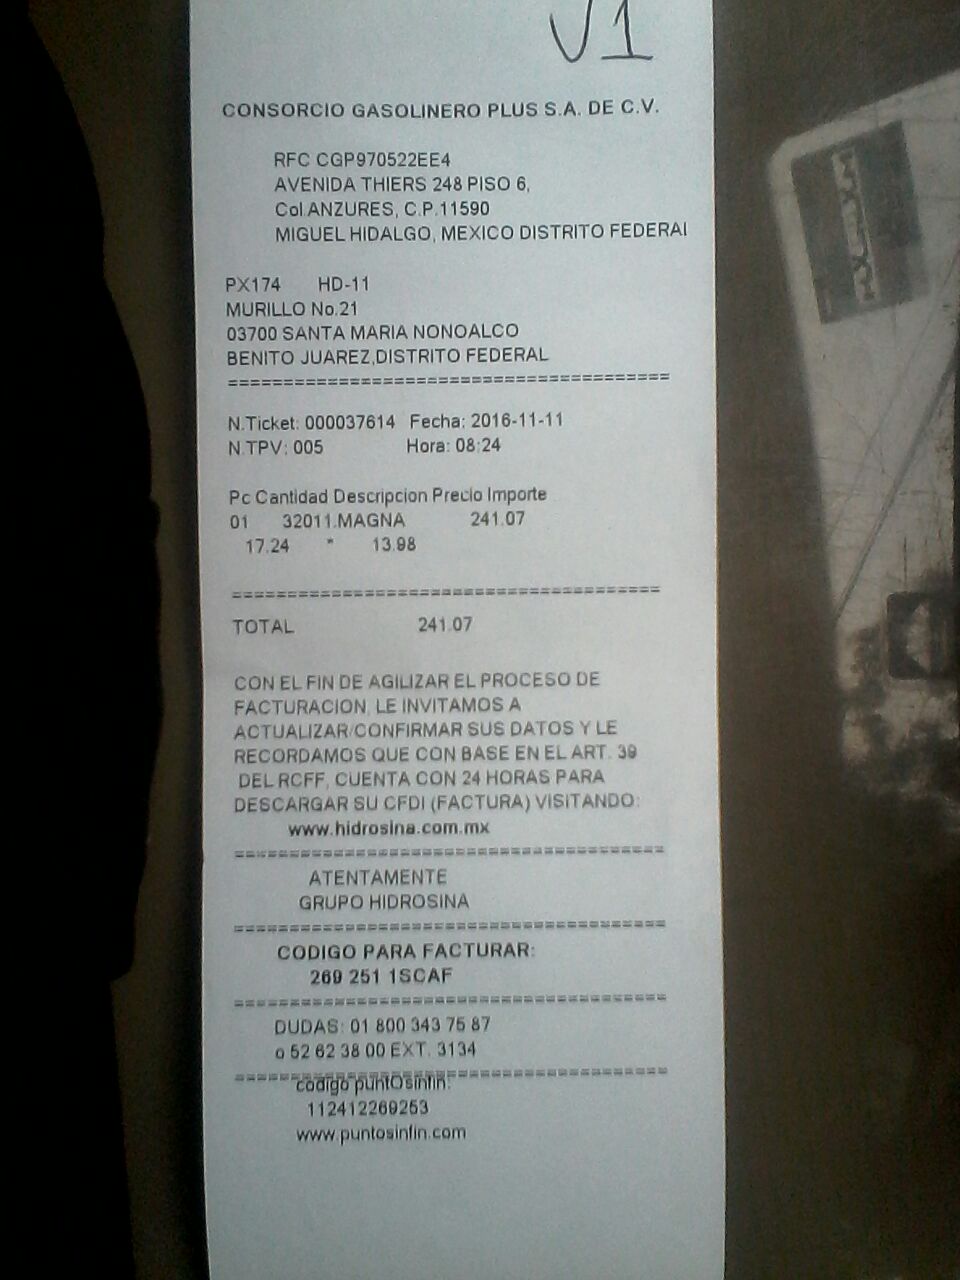 V1
CONSORCIO GASOLINERO PLUS S.A. DE C.V.
RFC CGP970522EE4
AVENIDA THIERS 248 PISO 6,
Col.ANZURES, C.P.11590
MIGUEL HIDALGO, MEXICO DISTRITO FEDERAl
PX174 HD-11
MURILLO No.21
03700 SANTA MARIA NONOALCO
BENITO JUAREZ,DISTRITO FEDERAL
========================================
N.Ticket: 000037614 Fecha: 2016-11-11
N.TPV: 005 Hora: 08:24
Pc Cantidad Descripcion Precio Importe
01 32011.MAGNA 241.07
17.24 * 13.98
=======================================
TOTAL 241.07
CON EL FIN DE AGILIZAR EL PROCESO DE
FACTURACION, LE INVITAMOS A
ACTUALIZAR/CONFIRMAR SUS DATOS Y LE
RECORDAMOS QUE CON BASE EN EL ART. 39
DEL RCFF, CUENTA CON 24 HORAS PARA
DESCARGAR SU CFDI (FACTURA) VISITANDO:
www.hidrosina.com.mx
=======================================
ATENTAMENTE
GRUPO HIDROSINA
=======================================
CODIGO PARA FACTURAR:
269 251 1SCAF
=======================================
DUDAS: 01 800 343 75 87
o 52 62 38 00 EXT. 3134
=======================================
codigo puntOsinfin:
112412269253
www.puntosinfin.com